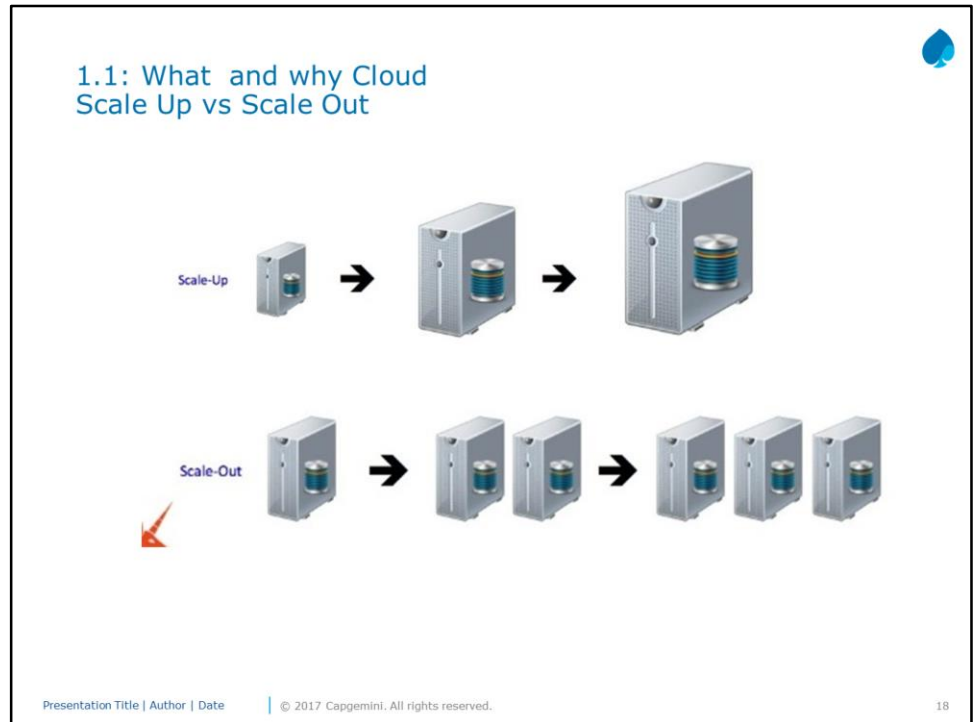 1.1: What and why Cloud
Scale Up vs Scale Out
Scale-Up
Scale-Out
Presentation Title | Author | Date
© 2017 Capgemini. All rights reserved.
18